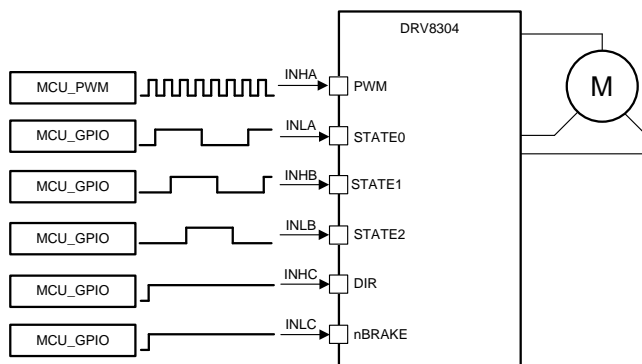 DRV8304
MCU_PWM
INHA
PWM
M
MCU_GPIO
INLA
STATE0
MCU_GPIO
INHB
STATE1
MCU_GPIO
INLB
STATE2
MCU_GPIO
INHC
DIR
MCU_GPIO
INLC
nBRAKE